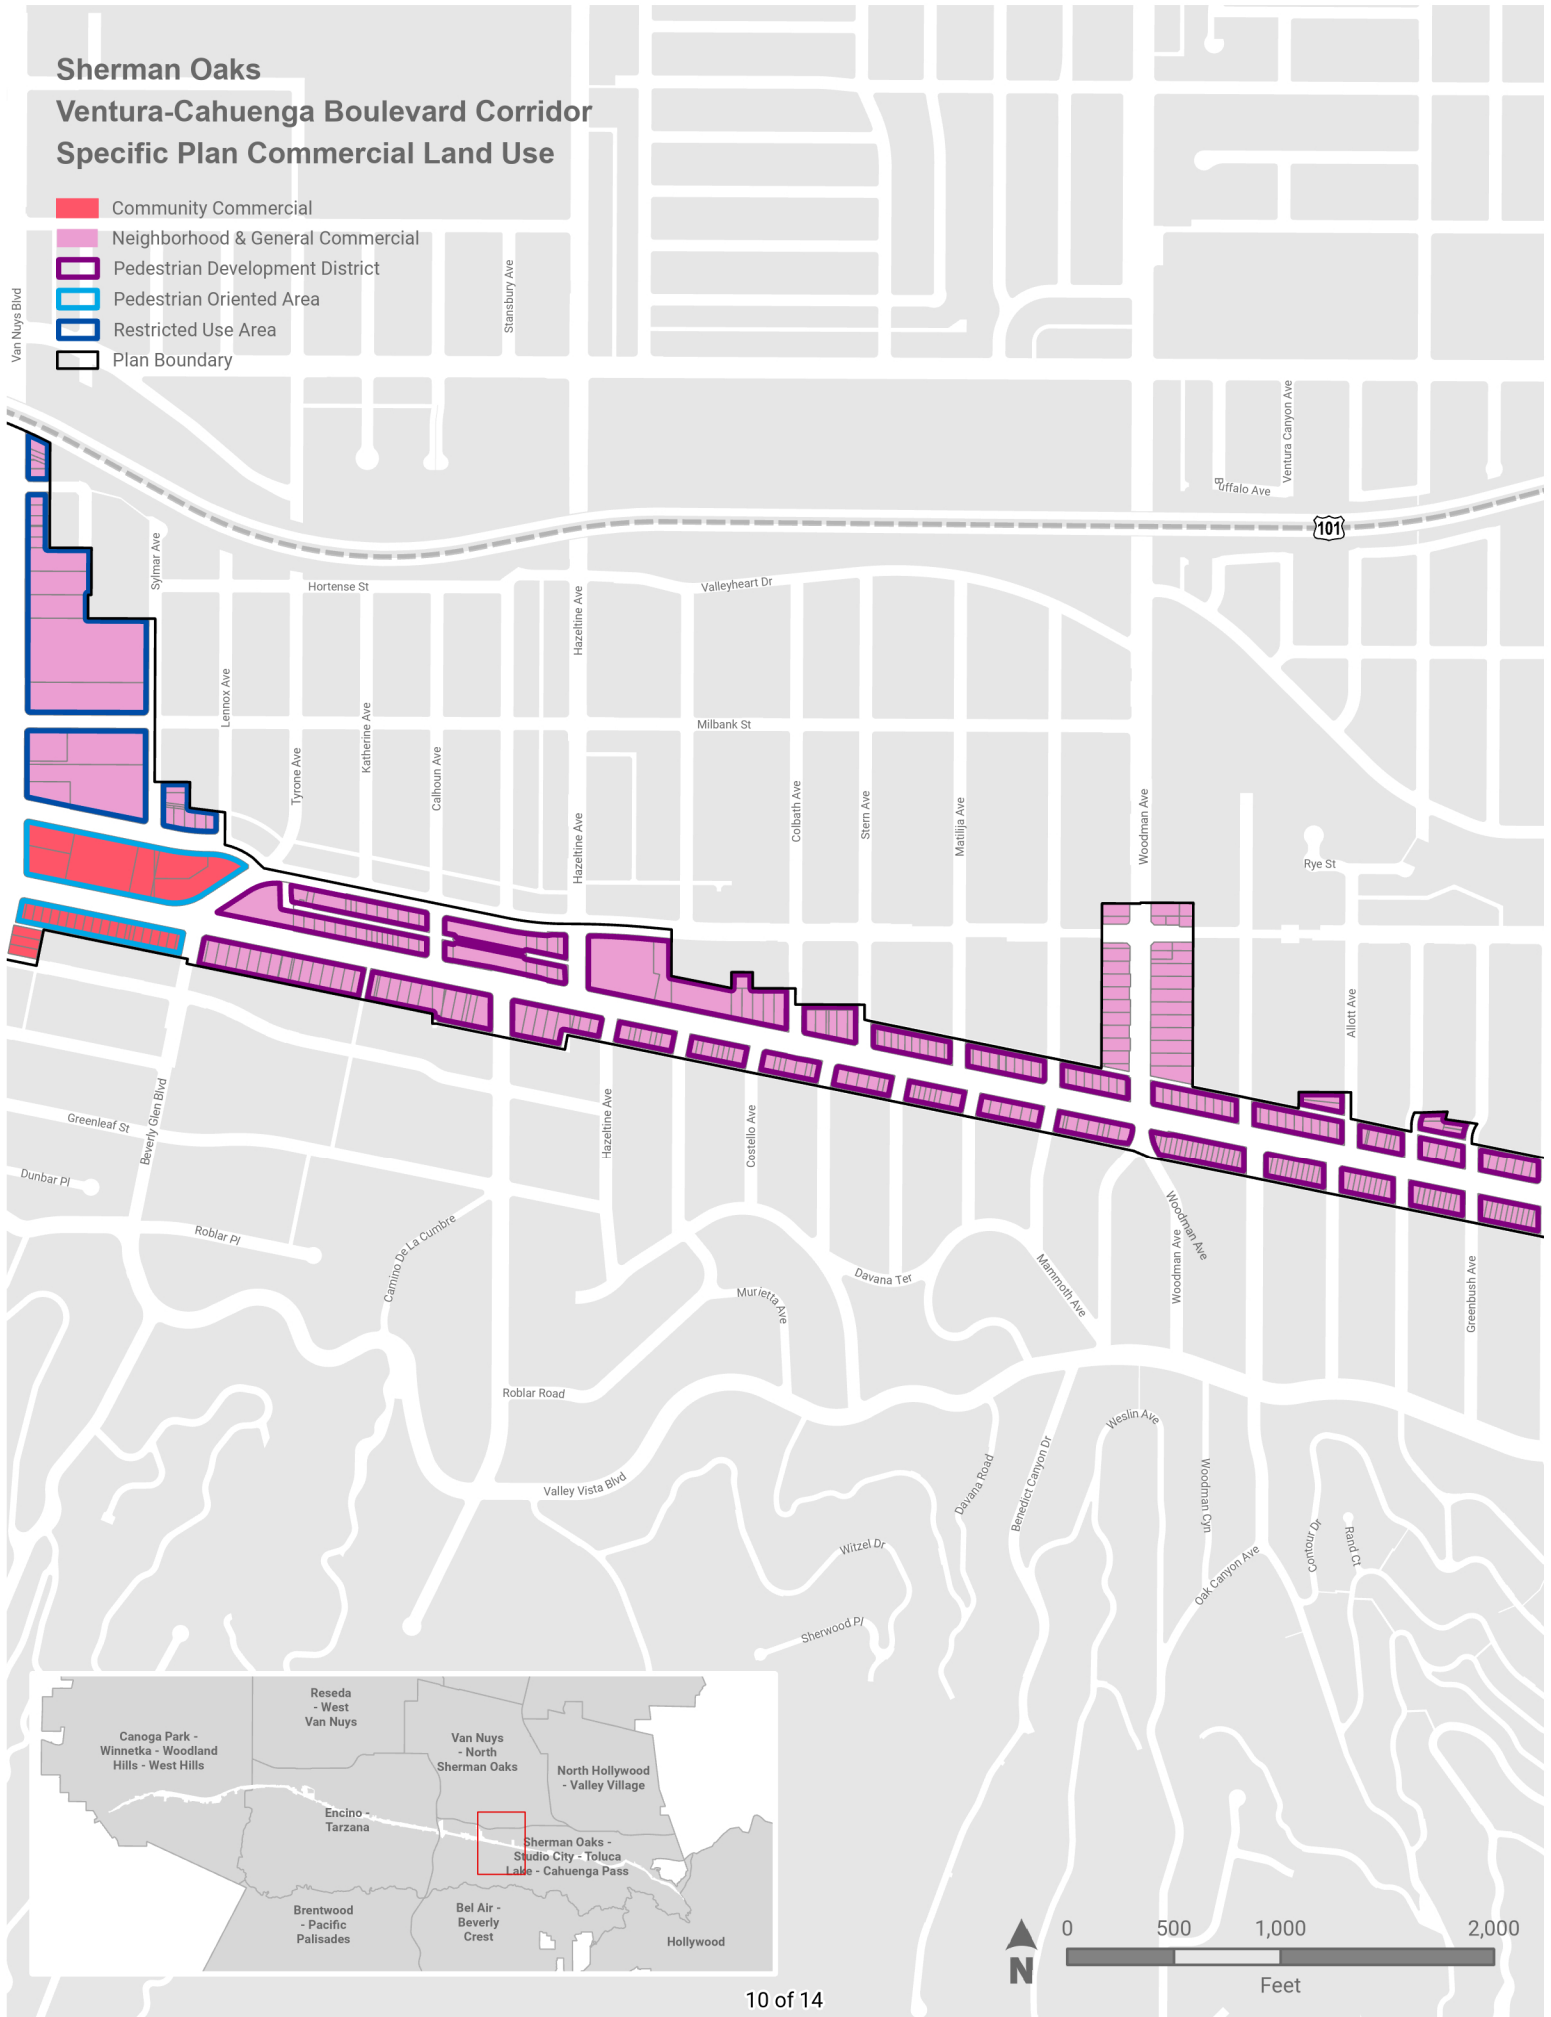 Sherman Oaks
Ventura-Cahuenga Boulevard Corridor
Specific Plan Commercial Land Use
Community Commercial
Neighborhood & General Commercial
Pedestrian Development District
Pedestrian Oriented Area
Restricted Use Area
Plan Boundary
Van Nuys Blvd
Stansbury Ave
Ventura Canyon Ave
Buffalo Ave
101
Sylmar Ave
Hortense St
Hazeltine Ave
Valleyheart Dr
Lennox Ave
Katherine Ave
Milbank St
Tyrone Ave
Calhoun Ave
Hazeltine Ave
Colbath Ave
Stern Ave
Matilija Ave
Woodman Ave
Rye St
Allott Ave
Greenleaf St
Beverly Glen Blvd
Hazeltine Ave
Costello Ave
Dunbar Pl
Roblar Pl
Camino De La Cumbre
Davana Ter
Murietta Ave
Mammoth Ave
Woodman Ave
Woodman Ave
Greenbush Ave
Roblar Road
Valley Vista Blvd
Weslin Ave
Davana Road
Benedict Canyon Dr
Woodman Cyn
Witzel Dr
Oak Canyon Ave
Contour Dr
Rand Ct
Sherwood Pl
Reseda
- West
Van Nuys
Canoga Park -
Winnetka - Woodland
Hills - West Hills
Van Nuys
- North
Sherman Oaks
North Hollywood
- Valley Village
Encino -
Tarzana
Sherman Oaks -
Studio City - Toluca
Lake - Cahuenga Pass
Brentwood
- Pacific
Palisades
Bel Air -
Beverly
Crest
Hollywood
N
0 500 1,000 2,000
Feet
10 of 14